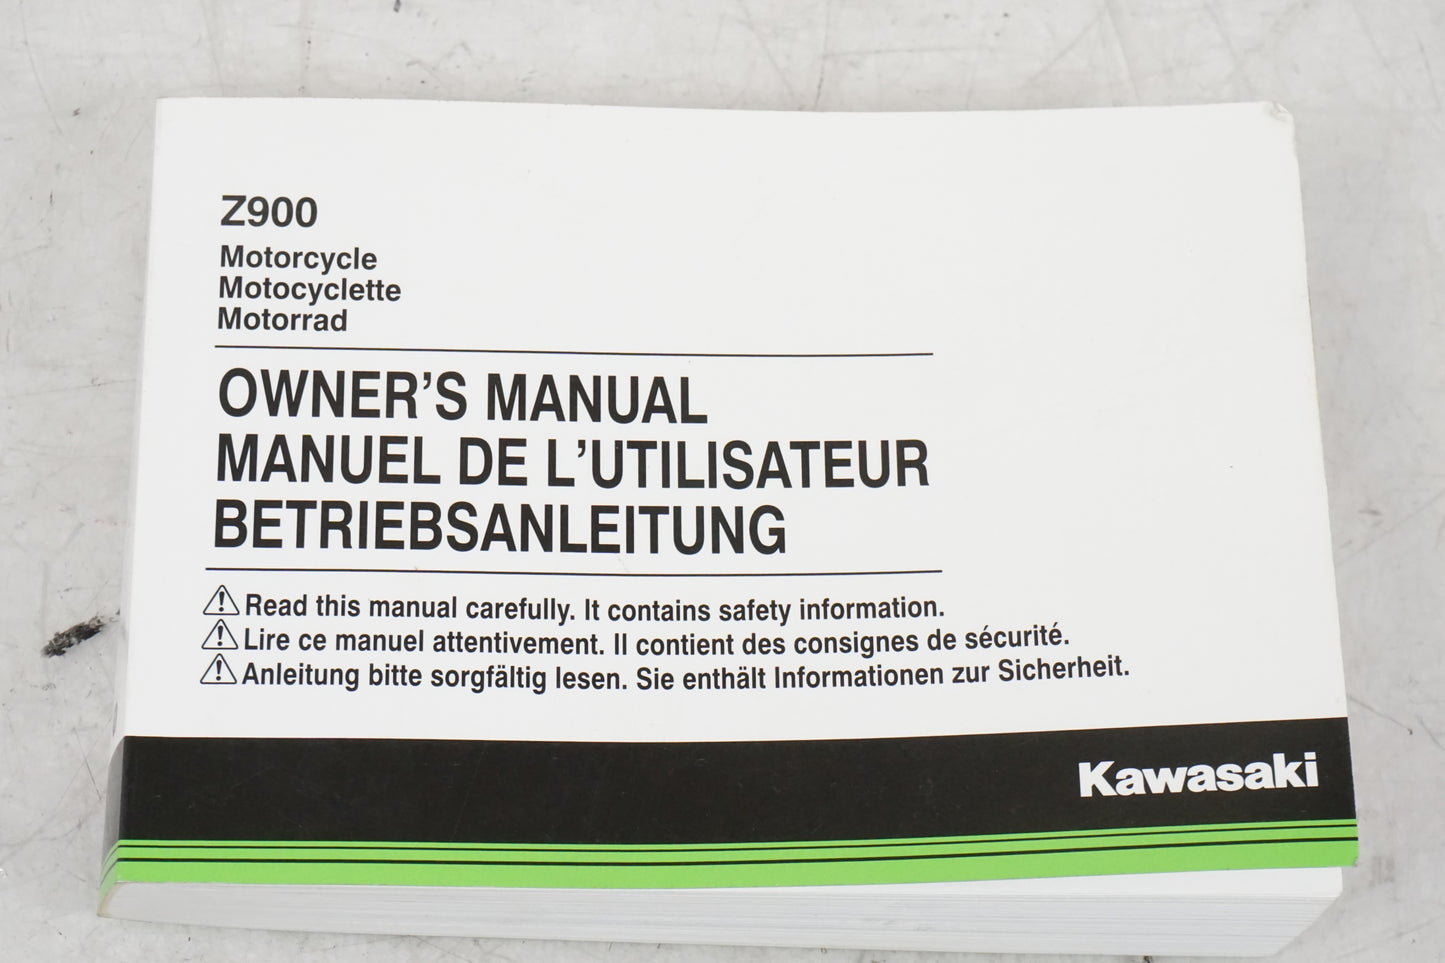 Z900
Motorcycle
Motocyclette
Motorrad
OWNER’S MANUAL
MANUEL DE L’UTILISATEUR
BETRIEBSANLEITUNG
Read this manual carefully. It contains safety information.
Lire ce manuel attentivement. Il contient des consignes de sécurité.
Anleitung bitte sorgfältig lesen. Sie enthält Informationen zur Sicherheit.
Kawasaki